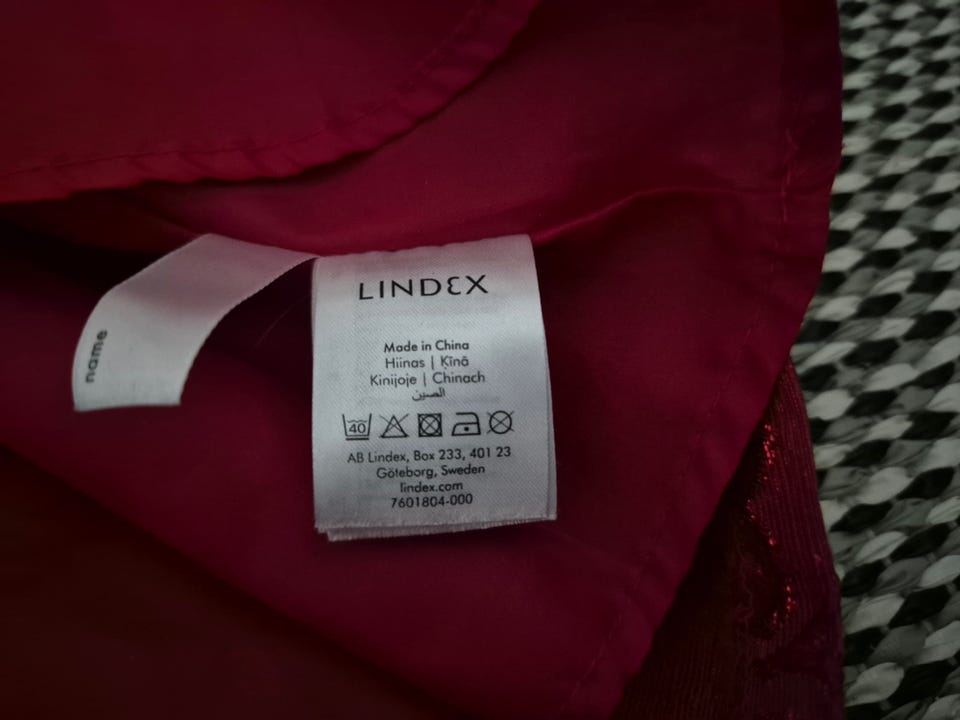 name
LINDEX
Made in China
Hiinas | Ķīnā
Kinijoje | Chinach
الصين
40
AB Lindex, Box 233, 401 23
Göteborg, Sweden
lindex.com
7601804-000